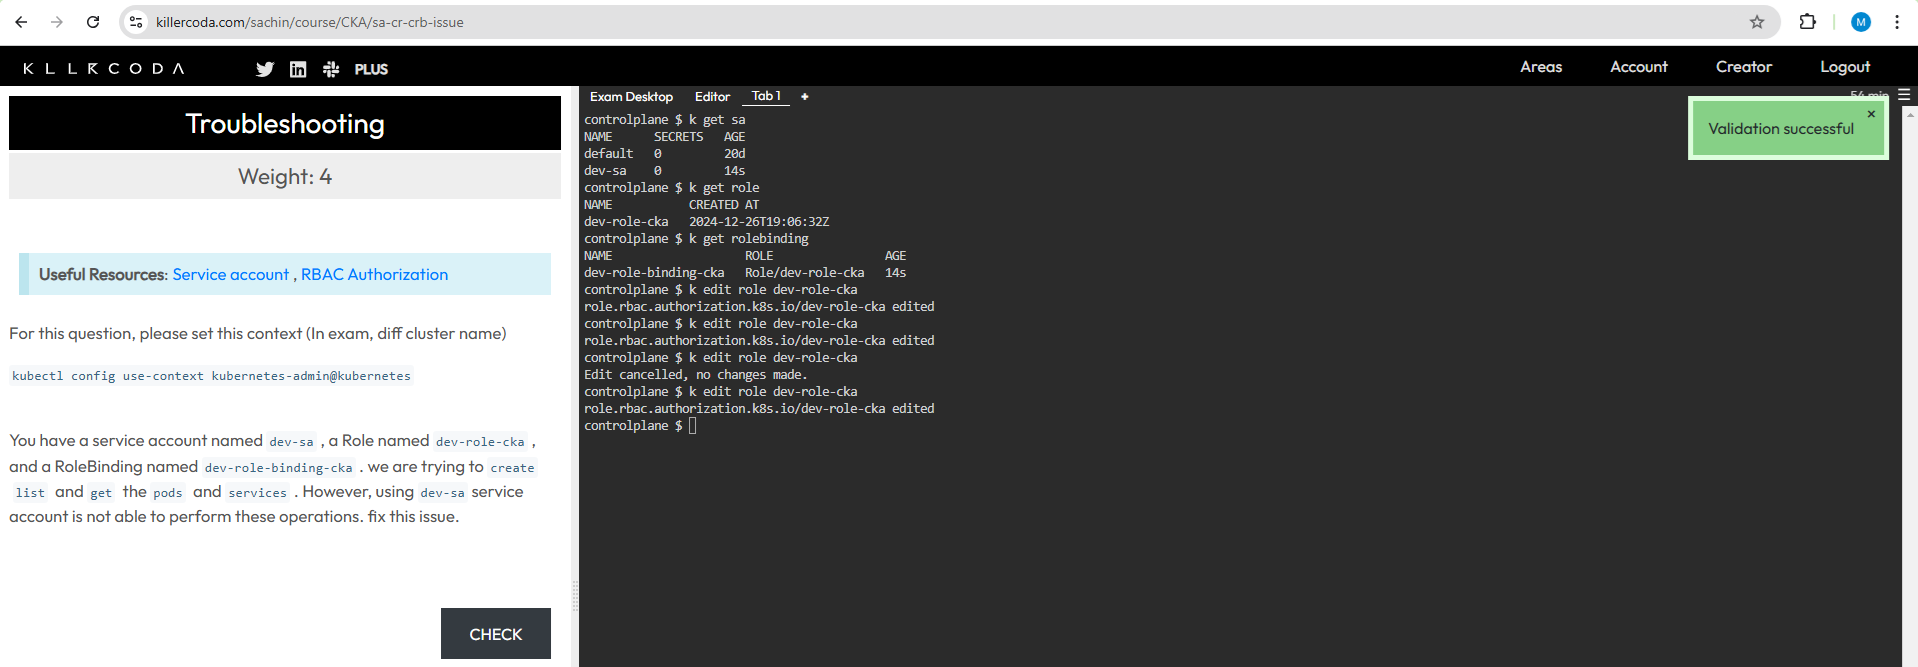 killercoda.com/sachin/course/CKA/sa-cr-crb-issue
M
KLLRCODA
PLUS
Areas
Account
Creator
Logout
Troubleshooting
Weight: 4
Useful Resources: Service account , RBAC Authorization
For this question, please set this context (In exam, diff cluster name)
kubectl config use-context kubernetes-admin@kubernetes
You have a service account named dev-sa , a Role named dev-role-cka ,
and a RoleBinding named dev-role-binding-cka . we are trying to create
list and get the pods and services . However, using dev-sa service
account is not able to perform these operations. fix this issue.
CHECK
Exam Desktop
Editor
Tab 1
+
54 min
Validation successful
×
controlplane $ k get sa
NAME SECRETS AGE
default 0 20d
dev-sa 0 14s
controlplane $ k get role
NAME CREATED AT
dev-role-cka 2024-12-26T19:06:32Z
controlplane $ k get rolebinding
NAME ROLE AGE
dev-role-binding-cka Role/dev-role-cka 14s
controlplane $ k edit role dev-role-cka
role.rbac.authorization.k8s.io/dev-role-cka edited
controlplane $ k edit role dev-role-cka
role.rbac.authorization.k8s.io/dev-role-cka edited
controlplane $ k edit role dev-role-cka
Edit cancelled, no changes made.
controlplane $ k edit role dev-role-cka
role.rbac.authorization.k8s.io/dev-role-cka edited
controlplane $